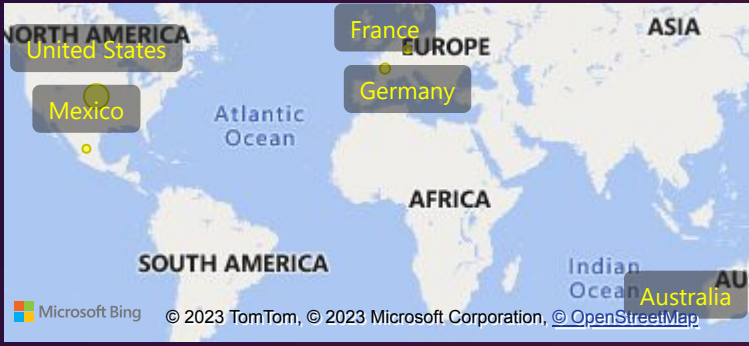 NORTH AMERICA
United States
Mexico
Atlantic
Ocean
France
EUROPE
Germany
ASIA
AFRICA
SOUTH AMERICA
Indian
Ocean
AU
Australia
Microsoft Bing
© 2023 TomTom, © 2023 Microsoft Corporation, © OpenStreetMap